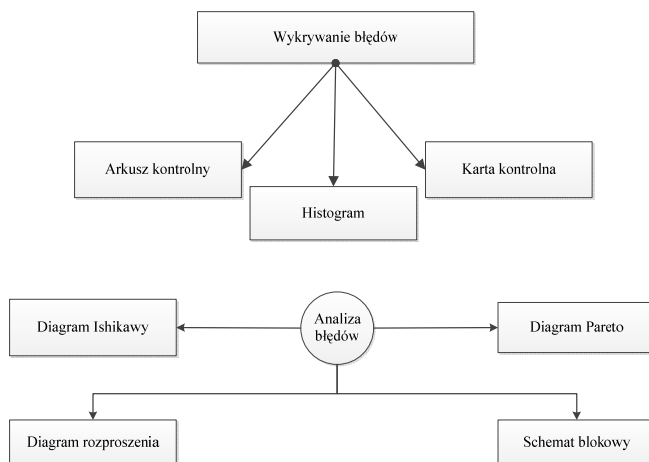 Wykrywanie błędów
Arkusz kontrolny
Karta kontrolna
Histogram
Diagram Ishikawy
Analiza
błędów
Diagram Pareto
Diagram rozproszenia
Schemat blokowy